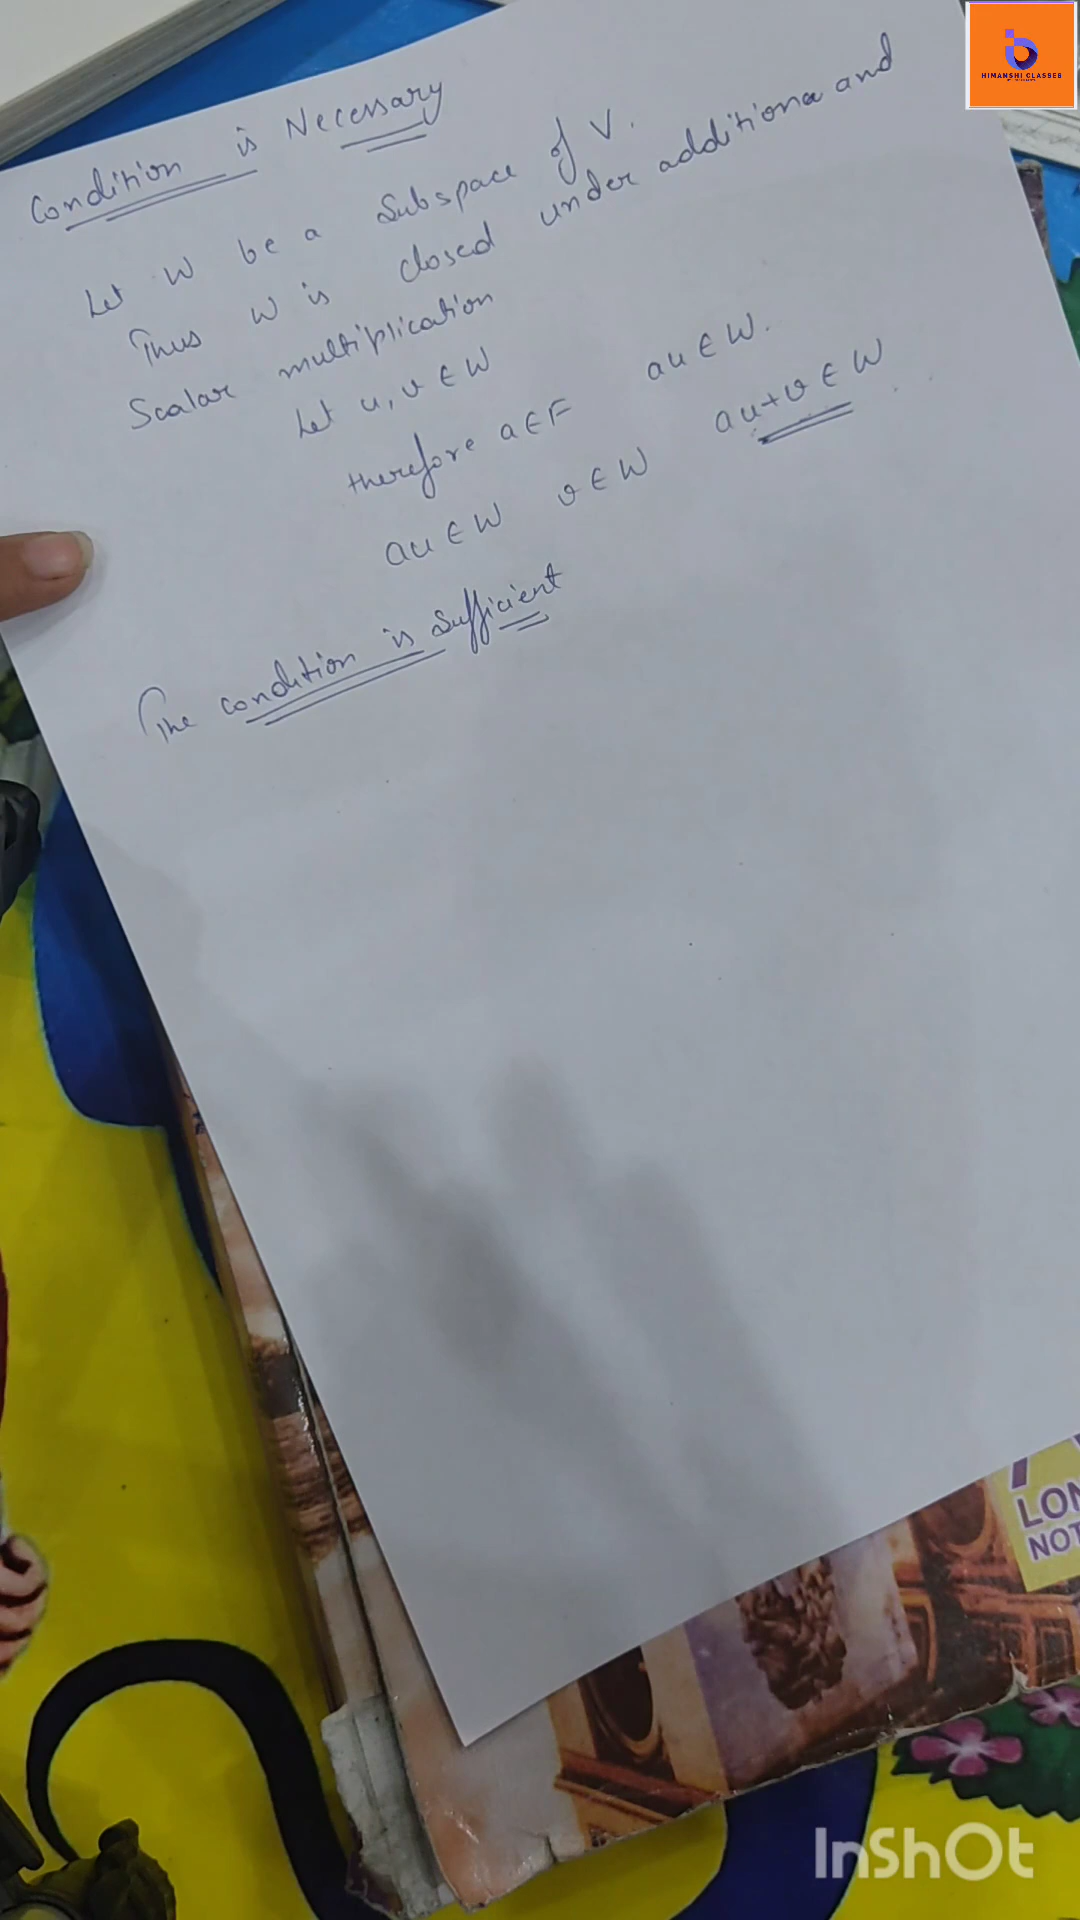 Condition is Necessary
Let W be a Subspace of V.
Thus W is closed under additiona and
Scalar multiplication
Let u, v ∈ W
therefore a ∈ F au ∈ W.
au ∈ W v ∈ W au+v ∈ W
The condition is sufficient
HIMANSHI CLASSES
LON
NOT
InShOt